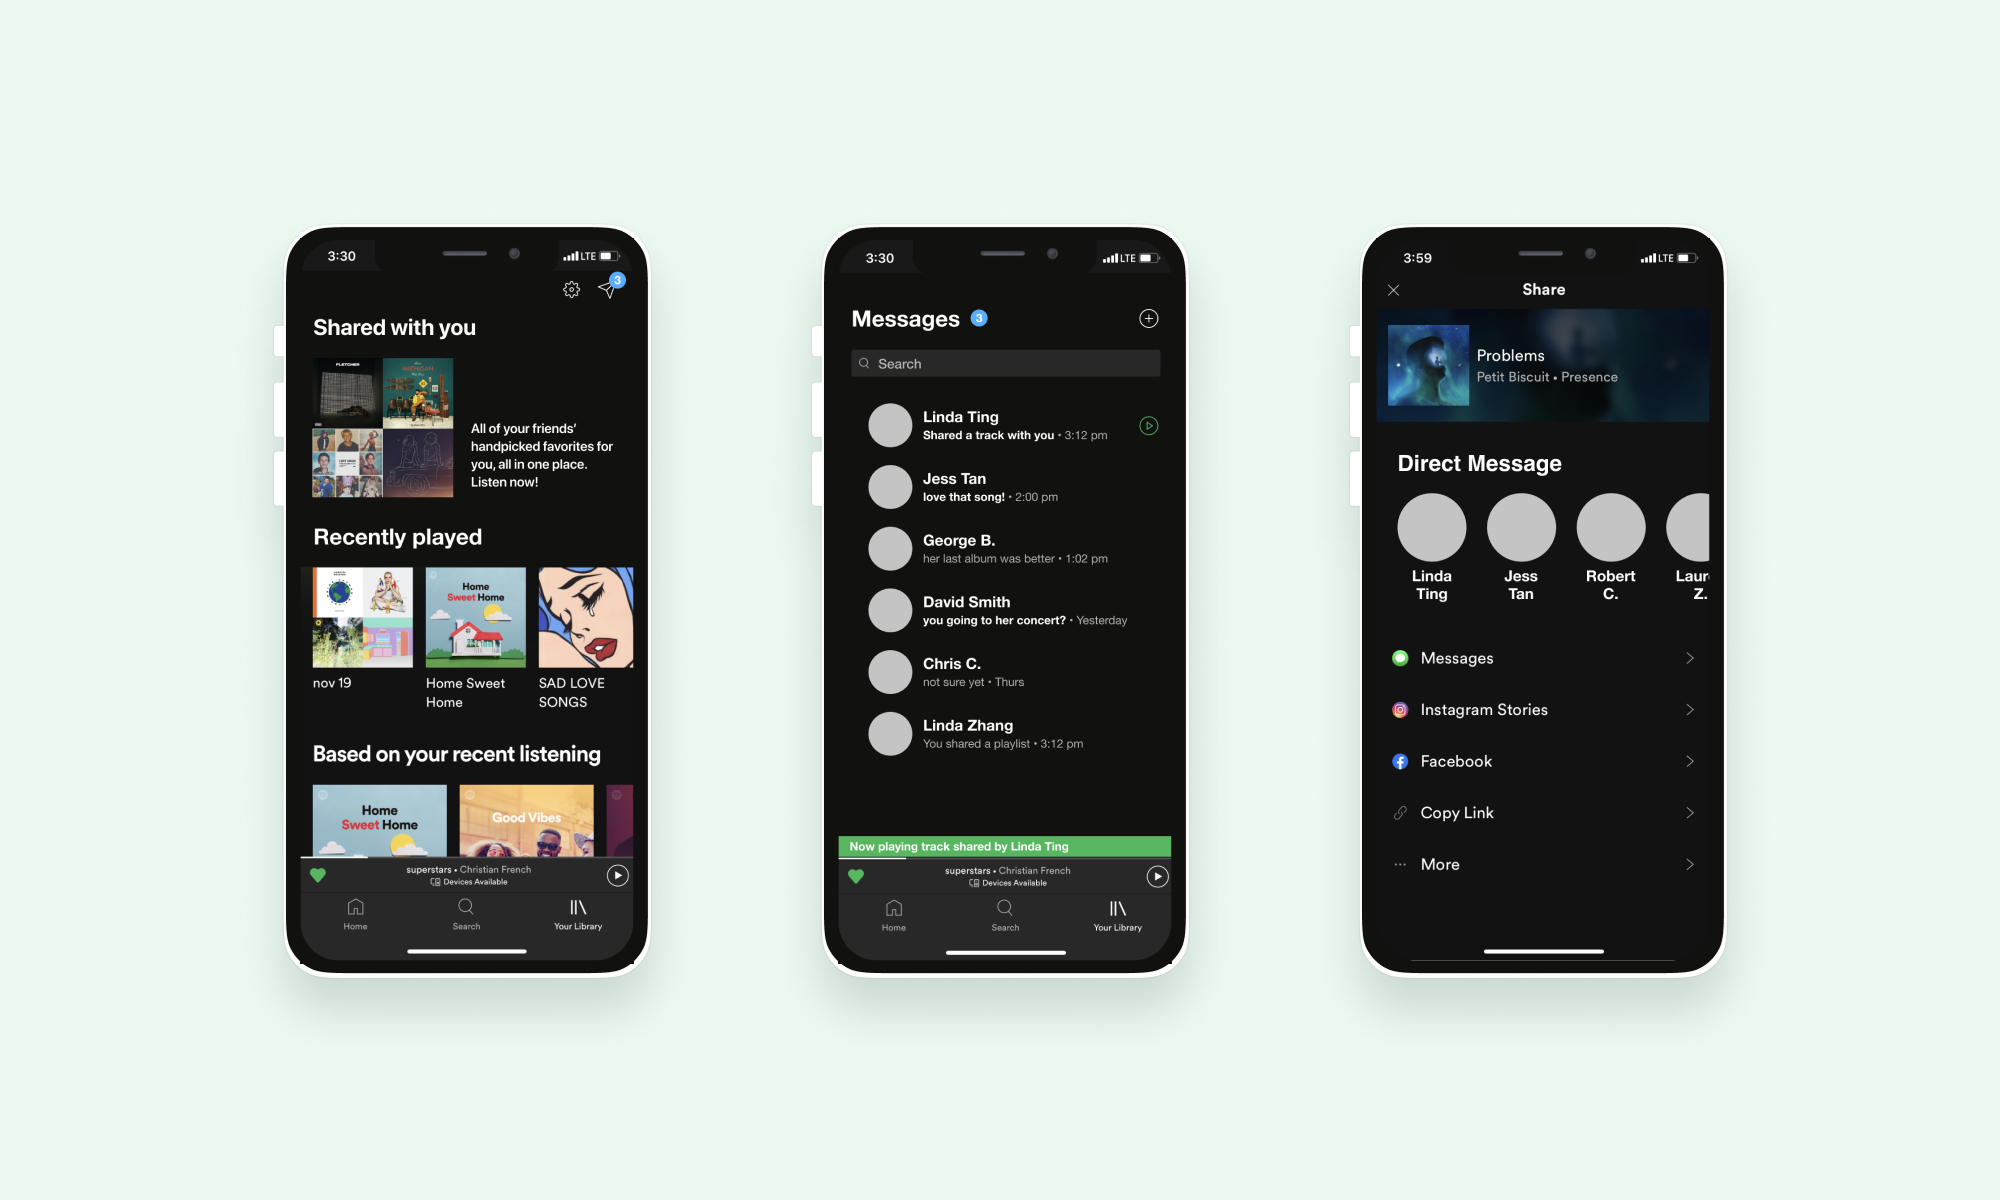 3:30
LTE
3
Shared with you
FLETCHER
MICHIGAN
All of your friends'
handpicked favorites for
you, all in one place.
Listen now!
Recently played
Home
Sweet Home
nov 19
Home Sweet
Home
SAD LOVE
SONGS
Based on your recent listening
Home
Sweet Home
Good Vibes
superstars • Christian French
Devices Available
Home
Search
Your Library
3:30
LTE
Messages 3
Search
Linda Ting
Shared a track with you • 3:12 pm
Jess Tan
love that song! • 2:00 pm
George B.
her last album was better • 1:02 pm
David Smith
you going to her concert? • Yesterday
Chris C.
not sure yet • Thurs
Linda Zhang
You shared a playlist • 3:12 pm
Now playing track shared by Linda Ting
superstars • Christian French
Devices Available
Home
Search
Your Library
3:59
LTE
Share
Problems
Petit Biscuit • Presence
Direct Message
Linda
Ting
Jess
Tan
Robert
C.
Laur
Z.
Messages
Instagram Stories
Facebook
Copy Link
More